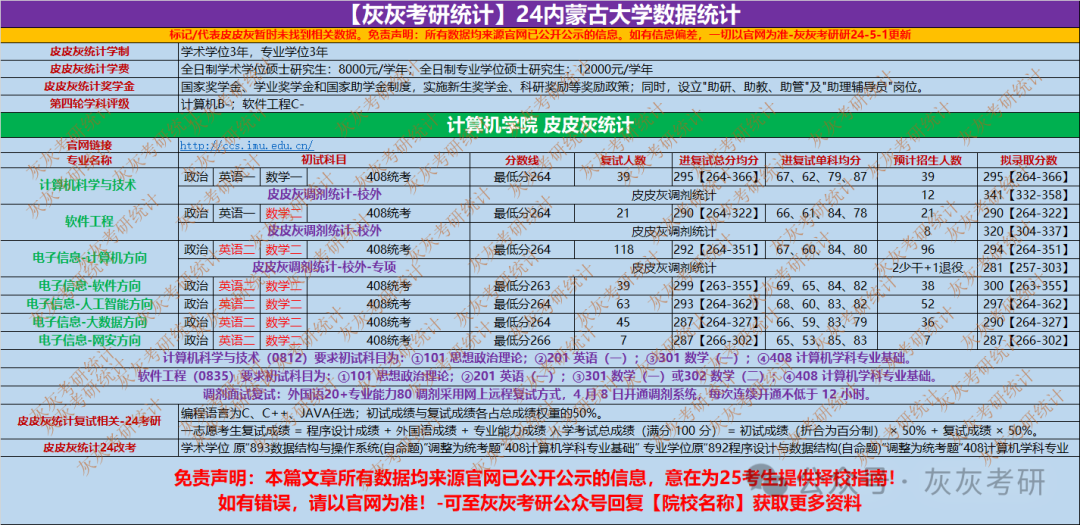 【灰灰考研统计】24内蒙古大学数据统计
标记/代表皮皮灰暂时未找到相关数据。免责声明：所有数据均来源官网已公开公示的信息。如有信息偏差，一切以官网为准-灰灰考研研24-5-1更新
皮皮灰统计学制 学术学位3年，专业学位3年
皮皮灰统计学费 全日制学术学位硕士研究生：8000元/学年；全日制专业学位硕士研究生：12000元/学年
皮皮灰统计奖学金 国家奖学金、学业奖学金和国家助学金制度，实施新生奖学金、科研奖励等奖励政策；同时，设立"助研、助教、助管"及"助理辅导员"岗位。
第四轮学科评级 计算机B-；软件工程C-
计算机学院 皮皮灰统计
官网链接 http://ccs.imu.edu.cn/
专业名称 初试科目 分数线 复试人数 进复试总分均分 进复试单科均分 预计招生人数 拟录取分数
计算机科学与技术 政治 英语一 数学一 408统考 最低分264 39 295【264-366】 67、62、79、87 39 295【264-366】
皮皮灰调剂统计-校外 皮皮灰调剂统计 12 341【332-358】
软件工程 政治 英语一 数学二 408统考 最低分264 21 290【264-322】 66、61、84、78 21 290【264-322】
皮皮灰调剂统计-校外 皮皮灰调剂统计 8 320【304-337】
电子信息-计算机方向 政治 英语二 数学二 408统考 最低分264 118 292【264-351】 67、60、84、80 96 294【264-351】
皮皮灰调剂统计-校外-专项 皮皮灰调剂统计 2少干+1退役 281【257-303】
电子信息-软件方向 政治 英语二 数学二 408统考 最低分263 39 299【263-355】 69、65、84、82 38 300【263-355】
电子信息-人工智能方向 政治 英语二 数学二 408统考 最低分264 63 293【264-362】 68、60、83、82 52 297【264-362】
电子信息-大数据方向 政治 英语二 数学二 408统考 最低分264 45 287【264-327】 66、59、83、79 36 290【264-327】
电子信息-网安方向 政治 英语二 数学二 408统考 最低分266 7 287【266-302】 65、53、85、83 7 287【266-302】
计算机科学与技术（0812）要求初试科目为：①101 思想政治理论；②201 英语（一）；③301 数学（一）；④408 计算机学科专业基础。
软件工程（0835）要求初试科目为：①101 思想政治理论；②201 英语（一）；③301 数学（一）或302 数学（二）；④408 计算机学科专业基础。
调剂面试复试：外国语20+专业能力80 调剂采用网上远程复试方式，4 月 8 日开通调剂系统，每次连续开通不低于 12 小时。
皮皮灰统计复试相关-24考研 编程语言为C、C++、JAVA任选；初试成绩与复试成绩各占总成绩权重的50%。
一志愿考生复试成绩 = 程序设计成绩 + 外国语成绩 + 专业能力成绩 入学考试总成绩（满分 100 分） = 初试成绩（折合为百分制）× 50% + 复试成绩 × 50%。
皮皮灰统计24改考 学术学位 原"893数据结构与操作系统(自命题)"调整为统考题"408计算机学科专业基础" 专业学位原"892程序设计与数据结构(自命题)"调整为统考题"408计算机学科专业
免责声明：本篇文章所有数据均来源官网已公开公示的信息，意在为25考生提供择校指南！
如有错误，请以官网为准！-可至灰灰考研公众号回复【院校名称】获取更多资料
公众号 · 灰灰考研